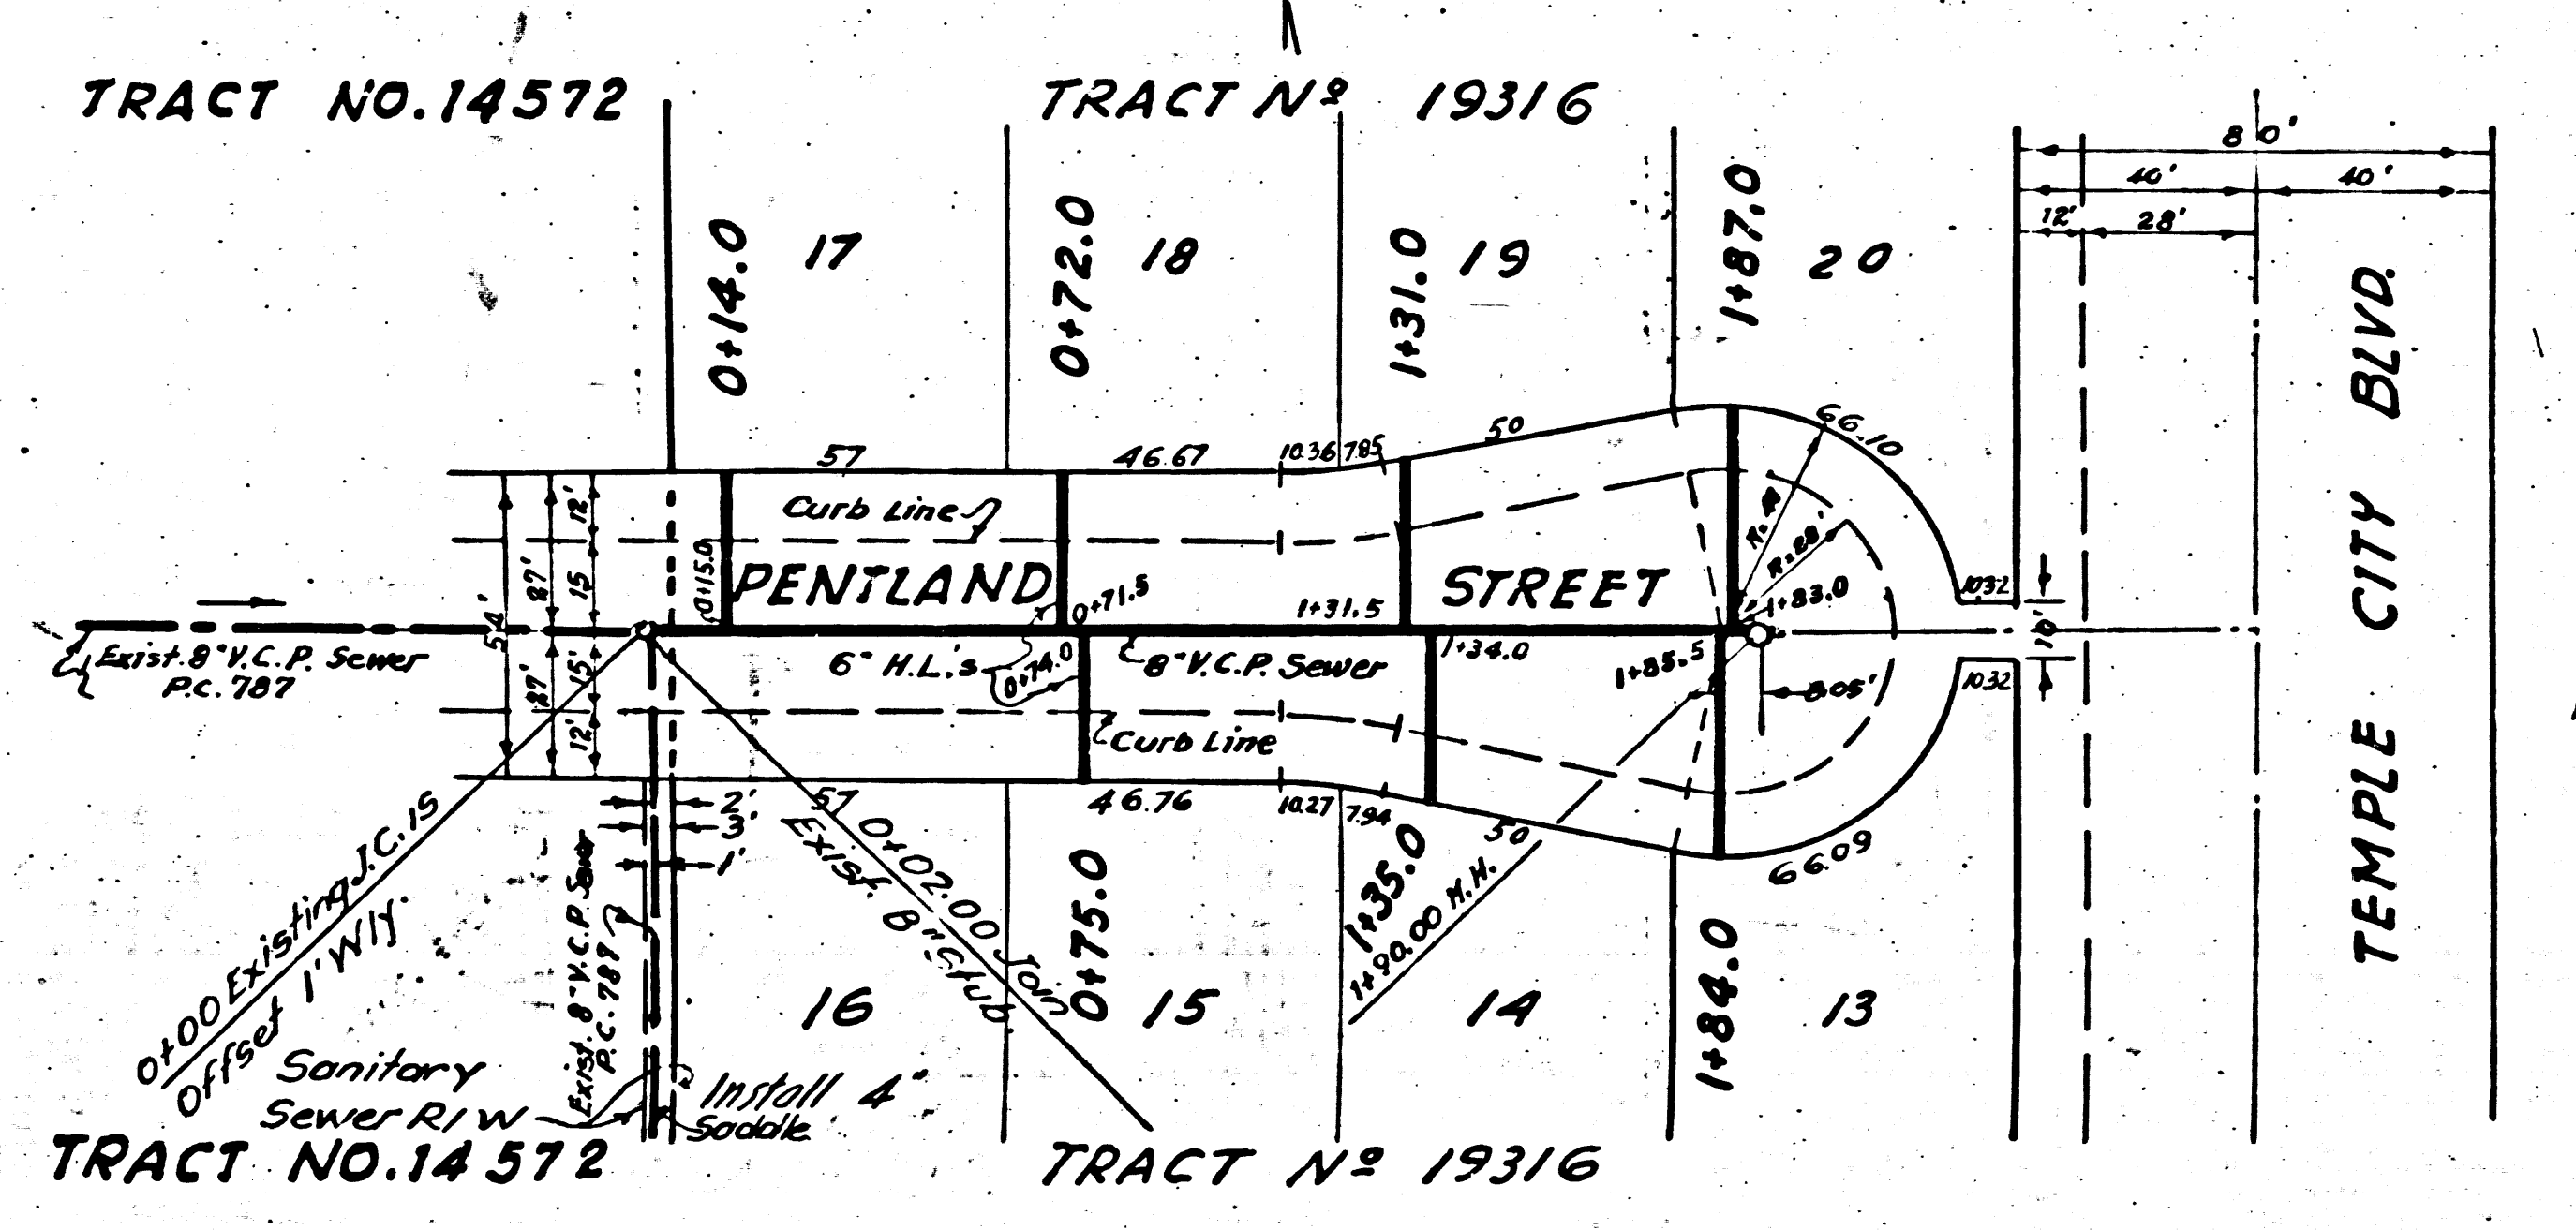 TRACT NO. 14572
TRACT Nº 19316
80'
40'
40'
12'
28'
0+14.0
17
0+72.0
18
1+31.0
19
1+87.0
20
57
46.67
10.36
7.85
50
66.10
12'
15
27'
54'
27'
15'
12'
Curb Line
0+15.0
PENTLAND
STREET
0+71.5
1+31.5
R=28'
1+83.0
10.32
10'
Exist. 8" V.C.P. Sewer
P.C. 787
6" H.L.'s
0+74.0
8" V.C.P. Sewer
1+34.0
1+85.5
10.32
Curb Line
57
46.76
10.27
7.94
50
66.09
2'
3'
1'
0+00 Existing J.C. 15
Offset 1' Wly.
Exist. 8" V.C.P. Sewer
P.C. 787
0+02.00 Join
Exist. 8" Stub.
0+75.0
1+35.0
1+90.00 M.H.
1+84.0
16
15
14
13
Sanitary
Sewer R/W
Install 4"
Saddle
TRACT NO. 14572
TRACT Nº 19316
TEMPLE CITY BLVD.